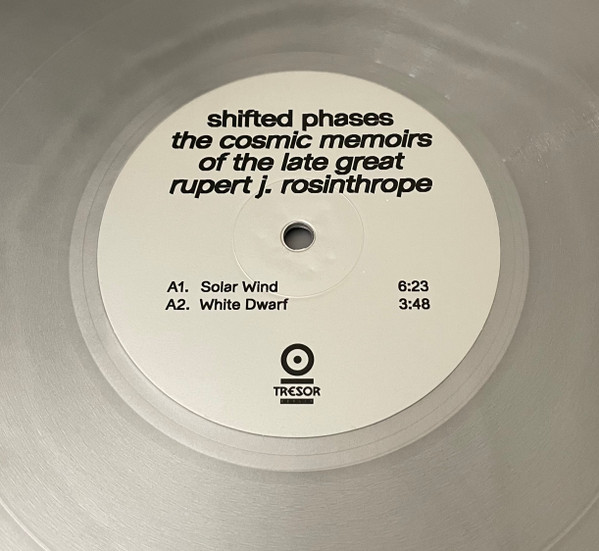 shifted phases
the cosmic memoirs
of the late great
rupert j. rosinthrope
A1. Solar Wind 6:23
A2. White Dwarf 3:48
TRESOR